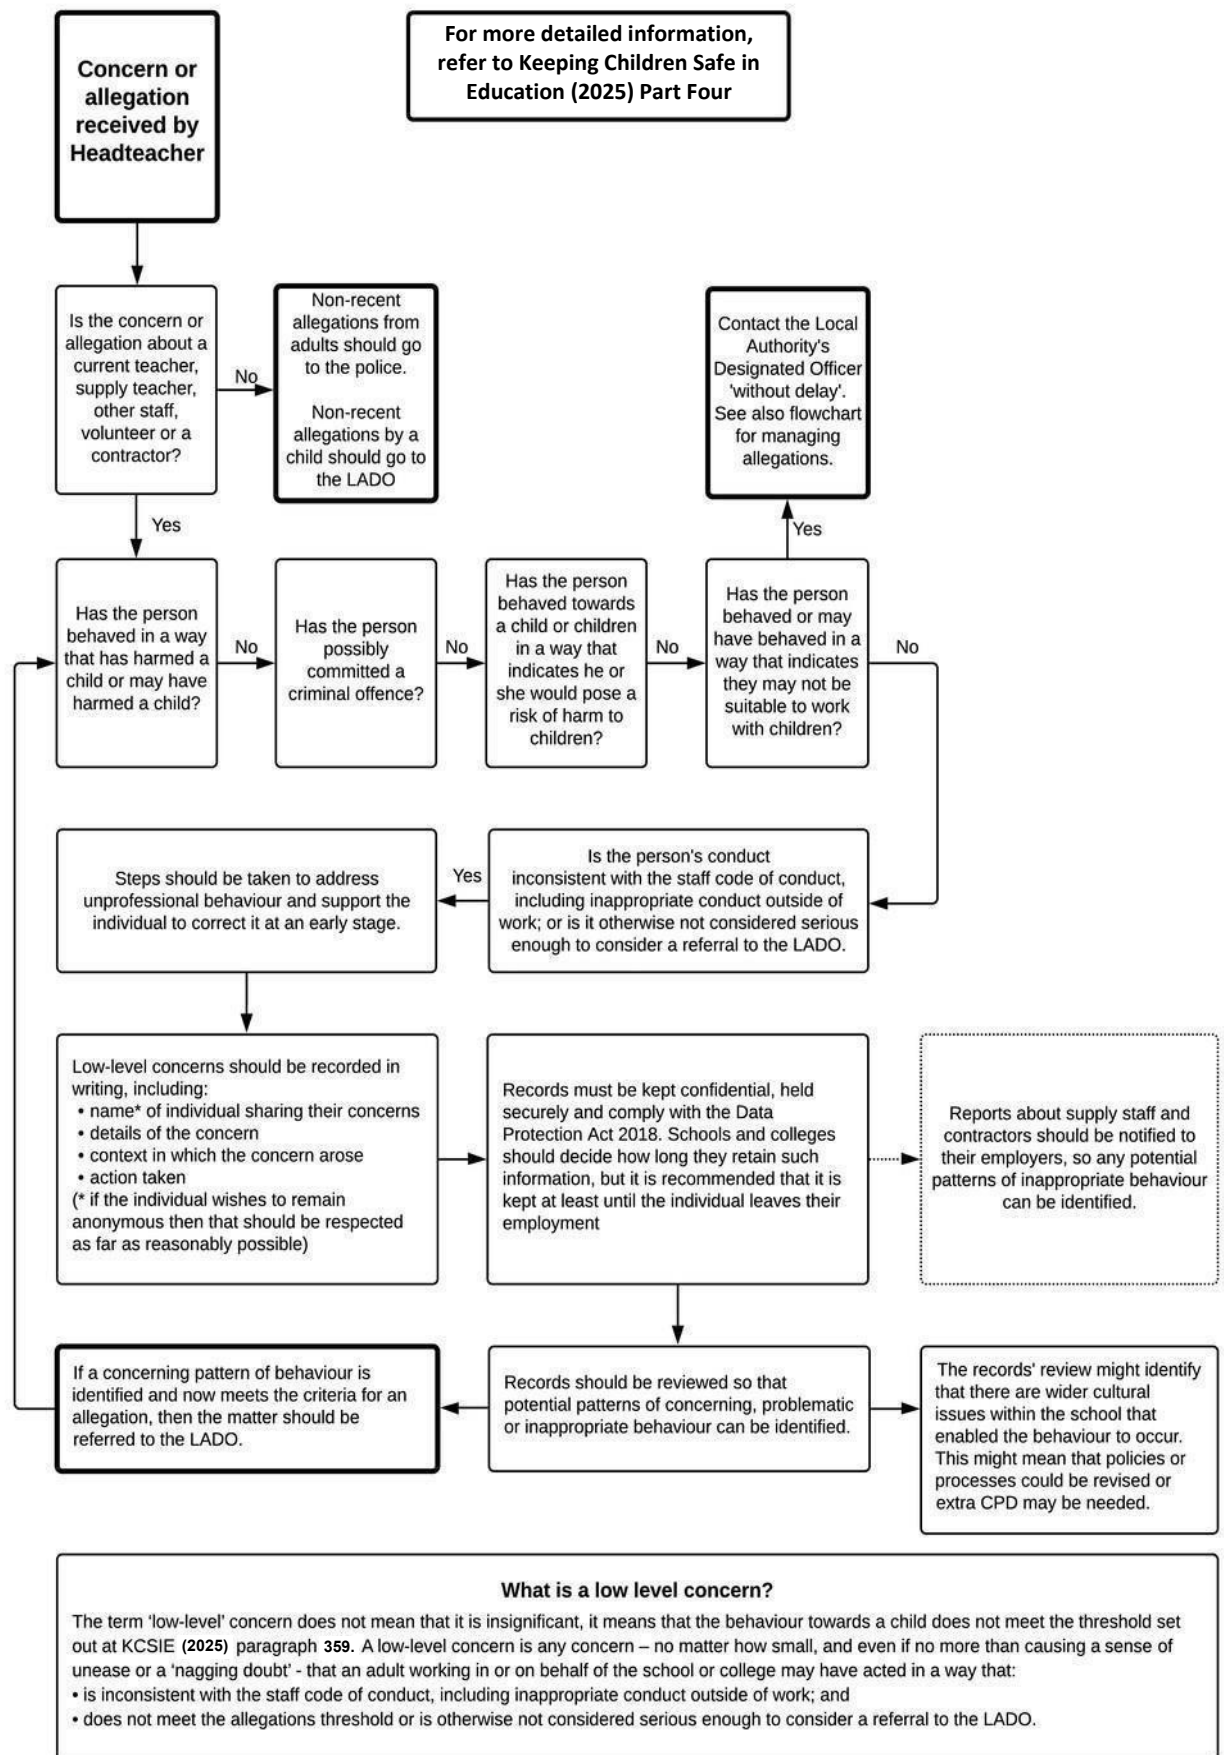 Concern or
allegation
received by
Headteacher
For more detailed information,
refer to Keeping Children Safe in
Education (2025) Part Four
Is the concern or
allegation about a
current teacher,
supply teacher,
other staff,
volunteer or a
contractor?
No
Non-recent
allegations from
adults should go
to the police.
Non-recent
allegations by a
child should go to
the LADO
Contact the Local
Authority's
Designated Officer
'without delay'.
See also flowchart
for managing
allegations.
Yes
Yes
Has the person
behaved in a way
that has harmed a
child or may have
harmed a child?
No
Has the person
possibly
committed a
criminal offence?
No
Has the person
behaved towards
a child or children
in a way that
indicates he or
she would pose a
risk of harm to
children?
No
Has the person
behaved or may
have behaved in a
way that indicates
they may not be
suitable to work
with children?
No
Is the person's conduct
inconsistent with the staff code of conduct,
including inappropriate conduct outside of
work; or is it otherwise not considered serious
enough to consider a referral to the LADO.
Yes
Steps should be taken to address
unprofessional behaviour and support the
individual to correct it at an early stage.
Low-level concerns should be recorded in
writing, including:
• name* of individual sharing their concerns
• details of the concern
• context in which the concern arose
• action taken
(* if the individual wishes to remain
anonymous then that should be respected
as far as reasonably possible)
Records must be kept confidential, held
securely and comply with the Data
Protection Act 2018. Schools and colleges
should decide how long they retain such
information, but it is recommended that it is
kept at least until the individual leaves their
employment
Reports about supply staff and
contractors should be notified to
their employers, so any potential
patterns of inappropriate behaviour
can be identified.
If a concerning pattern of behaviour is
identified and now meets the criteria for an
allegation, then the matter should be
referred to the LADO.
Records should be reviewed so that
potential patterns of concerning, problematic
or inappropriate behaviour can be identified.
The records' review might identify
that there are wider cultural
issues within the school that
enabled the behaviour to occur.
This might mean that policies or
processes could be revised or
extra CPD may be needed.
What is a low level concern?
The term ‘low-level’ concern does not mean that it is insignificant, it means that the behaviour towards a child does not meet the threshold set
out at KCSIE (2025) paragraph 359. A low-level concern is any concern – no matter how small, and even if no more than causing a sense of
unease or a ‘nagging doubt’ - that an adult working in or on behalf of the school or college may have acted in a way that:
• is inconsistent with the staff code of conduct, including inappropriate conduct outside of work; and
• does not meet the allegations threshold or is otherwise not considered serious enough to consider a referral to the LADO.